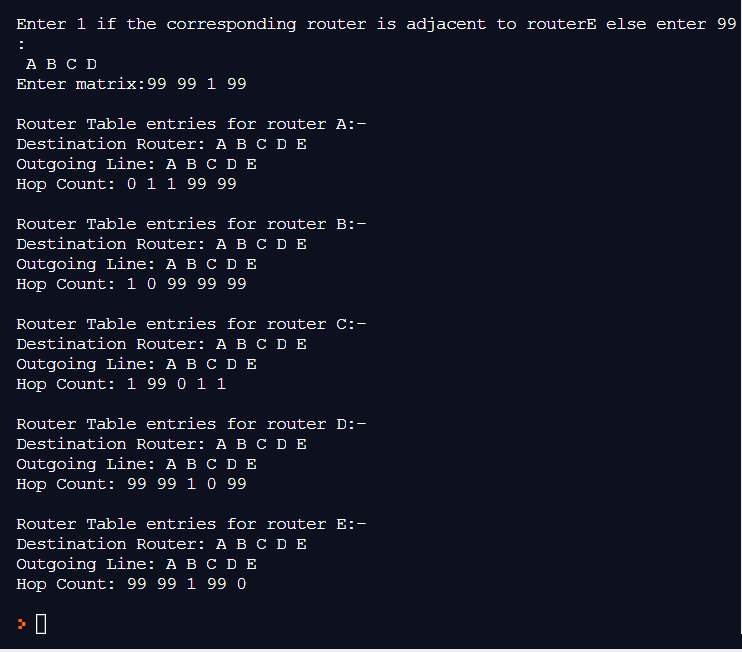 Enter 1 if the corresponding router is adjacent to routerE else enter 99
:
A B C D
Enter matrix:99 99 1 99
Router Table entries for router A:-
Destination Router: A B C D E
Outgoing Line: A B C D E
Hop Count: 0 1 1 99 99
Router Table entries for router B:-
Destination Router: A B C D E
Outgoing Line: A B C D E
Hop Count: 1 0 99 99 99
Router Table entries for router C:-
Destination Router: A B C D E
Outgoing Line: A B C D E
Hop Count: 1 99 0 1 1
Router Table entries for router D:-
Destination Router: A B C D E
Outgoing Line: A B C D E
Hop Count: 99 99 1 0 99
Router Table entries for router E:-
Destination Router: A B C D E
Outgoing Line: A B C D E
Hop Count: 99 99 1 99 0
>